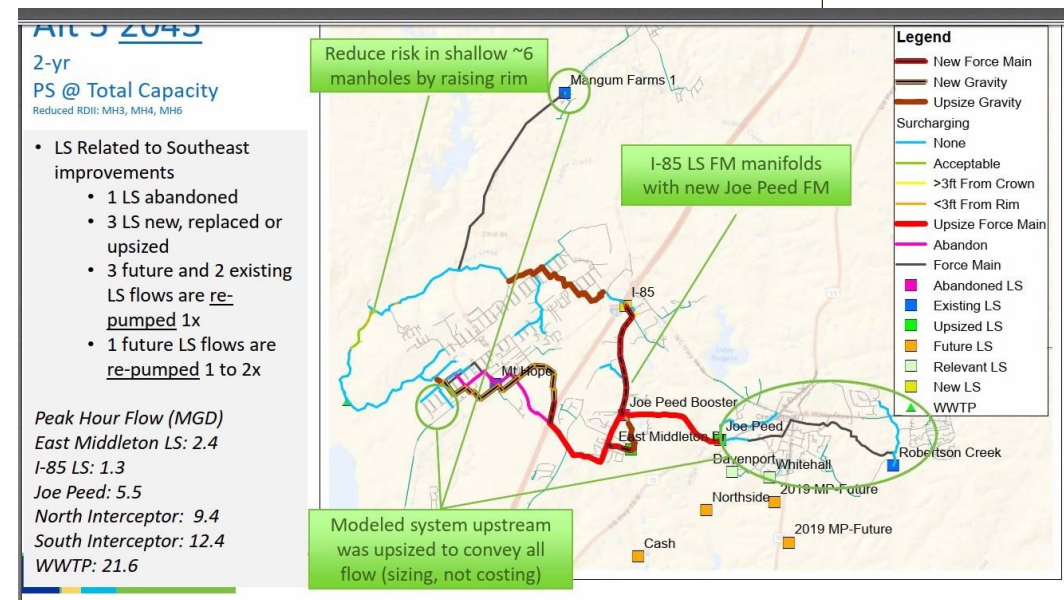 Alt 5 2045
2-yr
PS @ Total Capacity
Reduced RDII: MH3, MH4, MH6
• LS Related to Southeast
improvements
• 1 LS abandoned
• 3 LS new, replaced or
upsized
• 3 future and 2 existing
LS flows are re-
pumped 1x
• 1 future LS flows are
re-pumped 1 to 2x
Peak Hour Flow (MGD)
East Middleton LS: 2.4
I-85 LS: 1.3
Joe Peed: 5.5
North Interceptor: 9.4
South Interceptor: 12.4
WWTP: 21.6
Reduce risk in shallow ~6
manholes by raising rim
Mangum Farms 1
I-85 LS FM manifolds
with new Joe Peed FM
I-85
Mt Hope
Joe Peed Booster
East Middleton
Joe Peed
Davenport
Whitehall
Robertson Creek
Northside
2019 MP-Future
2019 MP-Future
Cash
Modeled system upstream
was upsized to convey all
flow (sizing, not costing)
Legend
New Force Main
New Gravity
Upsize Gravity
Surcharging
None
Acceptable
>3ft From Crown
<3ft From Rim
Upsize Force Main
Abandon
Force Main
Abandoned LS
Existing LS
Upsized LS
Future LS
Relevant LS
New LS
WWTP